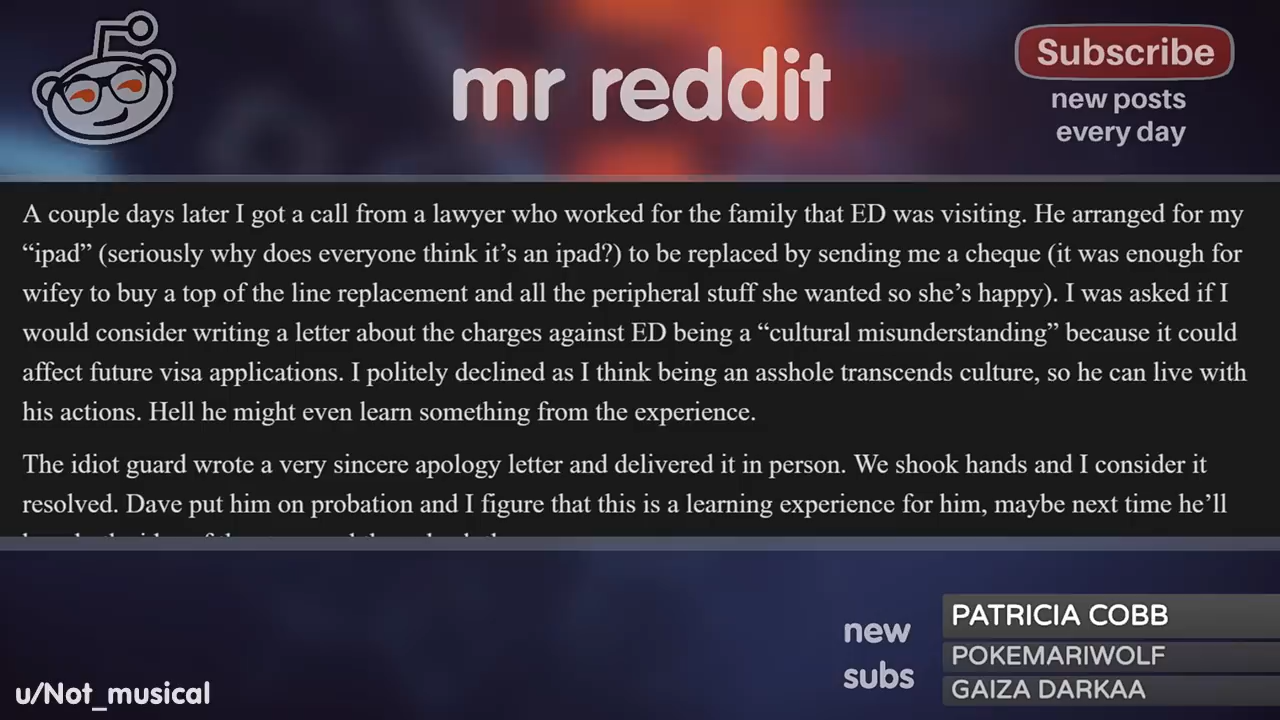 mr reddit
Subscribe
new posts
every day
A couple days later I got a call from a lawyer who worked for the family that ED was visiting. He arranged for my
“ipad” (seriously why does everyone think it’s an ipad?) to be replaced by sending me a cheque (it was enough for
wifey to buy a top of the line replacement and all the peripheral stuff she wanted so she’s happy). I was asked if I
would consider writing a letter about the charges against ED being a “cultural misunderstanding” because it could
affect future visa applications. I politely declined as I think being an asshole transcends culture, so he can live with
his actions. Hell he might even learn something from the experience.
The idiot guard wrote a very sincere apology letter and delivered it in person. We shook hands and I consider it
resolved. Dave put him on probation and I figure that this is a learning experience for him, maybe next time he’ll
new
subs
PATRICIA COBB
POKEMARIWOLF
GAIZA DARKAA
u/Not_musical